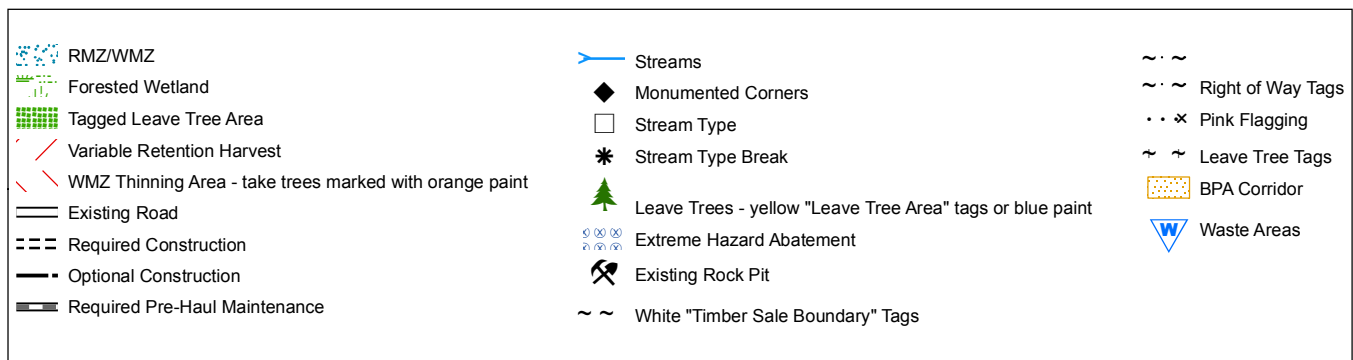 RMZ/WMZ
Forested Wetland
Tagged Leave Tree Area
Variable Retention Harvest
WMZ Thinning Area - take trees marked with orange paint
Existing Road
Required Construction
Optional Construction
Required Pre-Haul Maintenance
Streams
Monumented Corners
Stream Type
Stream Type Break
Leave Trees - yellow "Leave Tree Area" tags or blue paint
Extreme Hazard Abatement
Existing Rock Pit
White "Timber Sale Boundary" Tags
Right of Way Tags
Pink Flagging
Leave Tree Tags
BPA Corridor
W Waste Areas